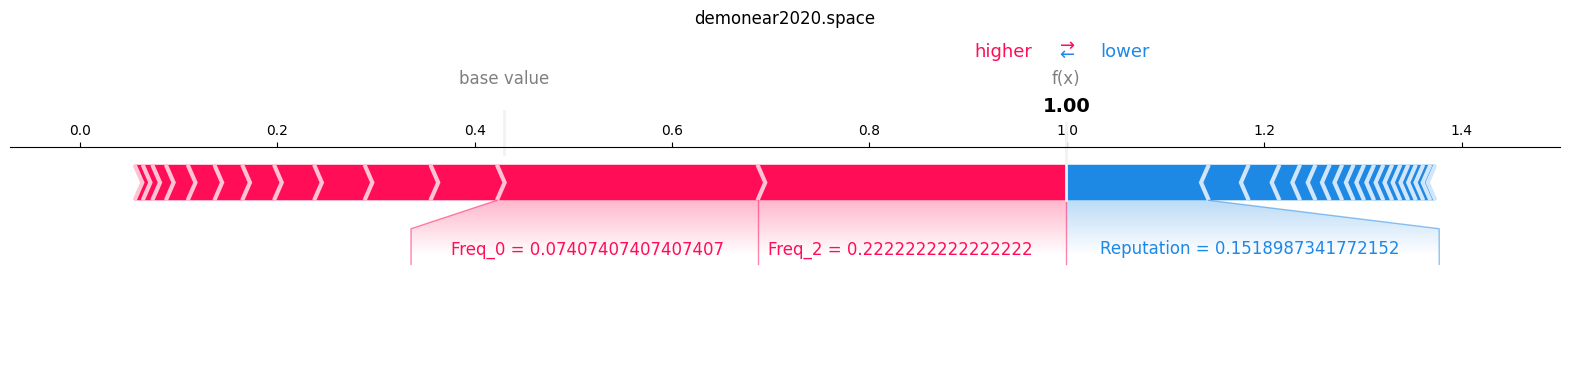 demonear2020.space
higher ⇄ lower
base value f(x)
1.00
0.0 0.2 0.4 0.6 0.8 1.0 1.2 1.4
Freq_0 = 0.07407407407407407 Freq_2 = 0.2222222222222222 Reputation = 0.1518987341772152